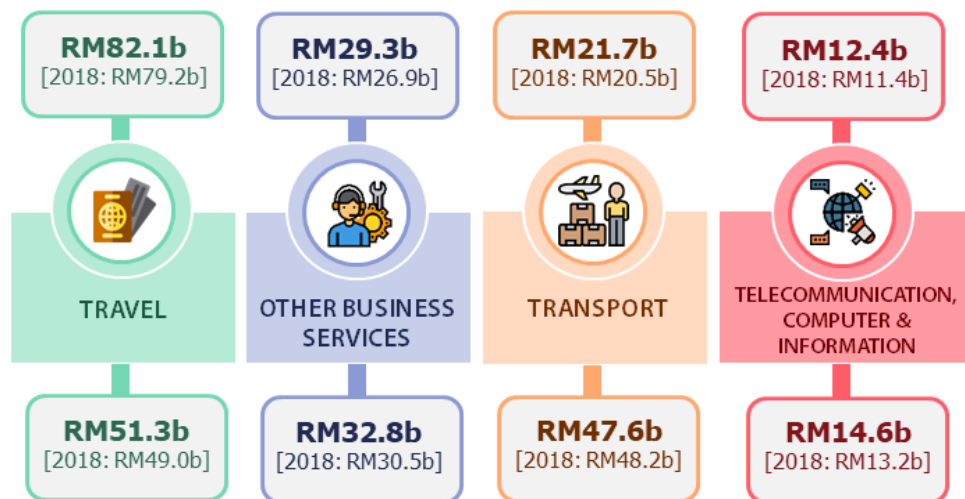 RM82.1b
[2018: RM79.2b]
RM29.3b
[2018: RM26.9b]
RM21.7b
[2018: RM20.5b]
RM12.4b
[2018: RM11.4b]
TRAVEL
OTHER BUSINESS
SERVICES
TRANSPORT
TELECOMMUNICATION,
COMPUTER &
INFORMATION
RM51.3b
[2018: RM49.0b]
RM32.8b
[2018: RM30.5b]
RM47.6b
[2018: RM48.2b]
RM14.6b
[2018: RM13.2b]